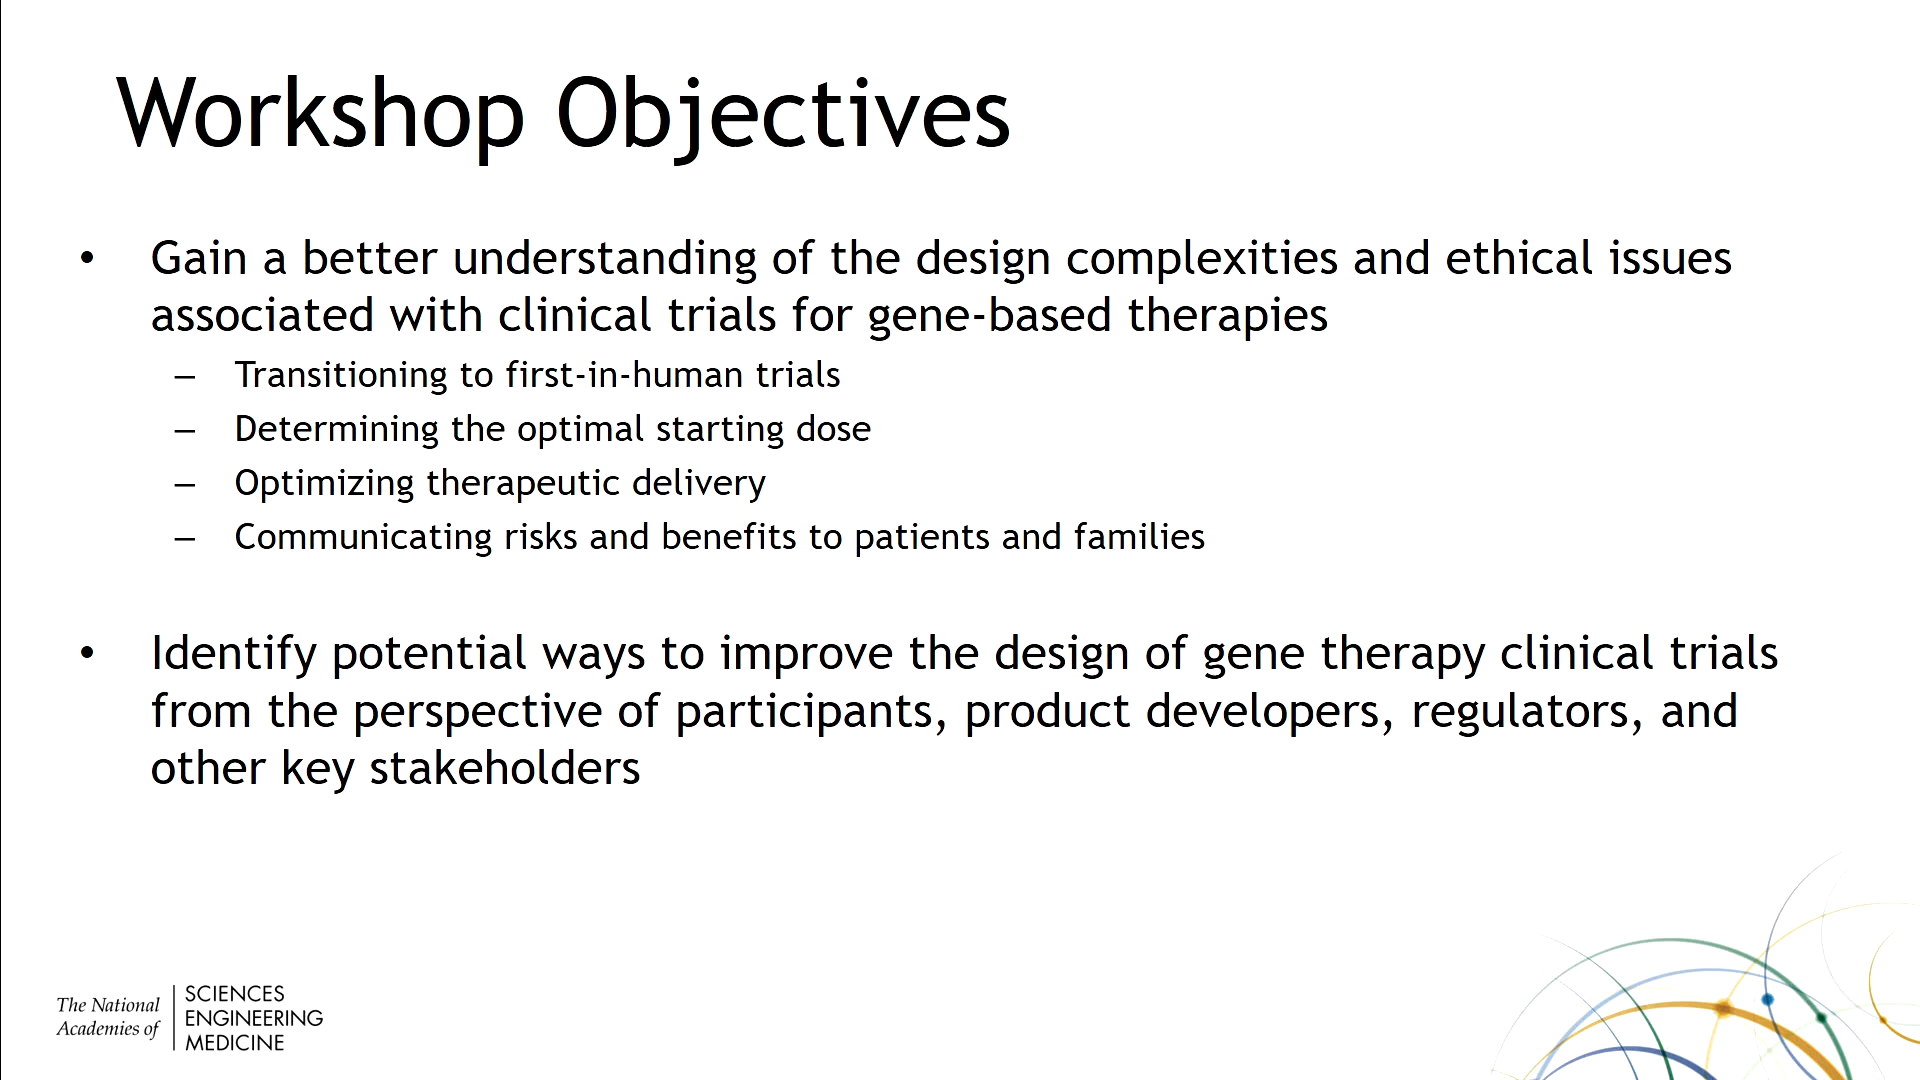 Workshop Objectives
• Gain a better understanding of the design complexities and ethical issues
associated with clinical trials for gene-based therapies
– Transitioning to first-in-human trials
– Determining the optimal starting dose
– Optimizing therapeutic delivery
– Communicating risks and benefits to patients and families
• Identify potential ways to improve the design of gene therapy clinical trials
from the perspective of participants, product developers, regulators, and
other key stakeholders
The National
Academies of
SCIENCES
ENGINEERING
MEDICINE